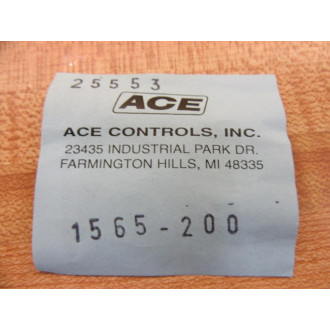 25553
ACE
ACE CONTROLS, INC.
23435 INDUSTRIAL PARK DR.
FARMINGTON HILLS, MI 48335
1565-200